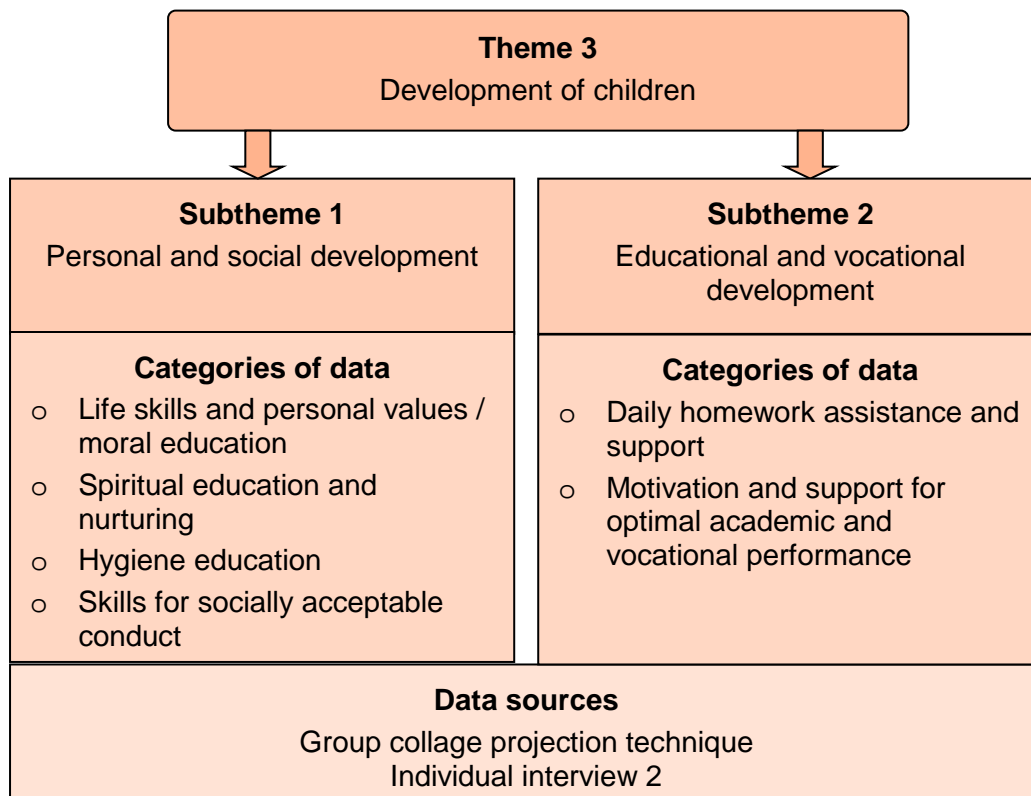 Theme 3
Development of children
Subtheme 1
Personal and social development
Subtheme 2
Educational and vocational
development
Categories of data
o Life skills and personal values /
moral education
o Spiritual education and
nurturing
o Hygiene education
o Skills for socially acceptable
conduct
Categories of data
o Daily homework assistance and
support
o Motivation and support for
optimal academic and
vocational performance
Data sources
Group collage projection technique
Individual interview 2